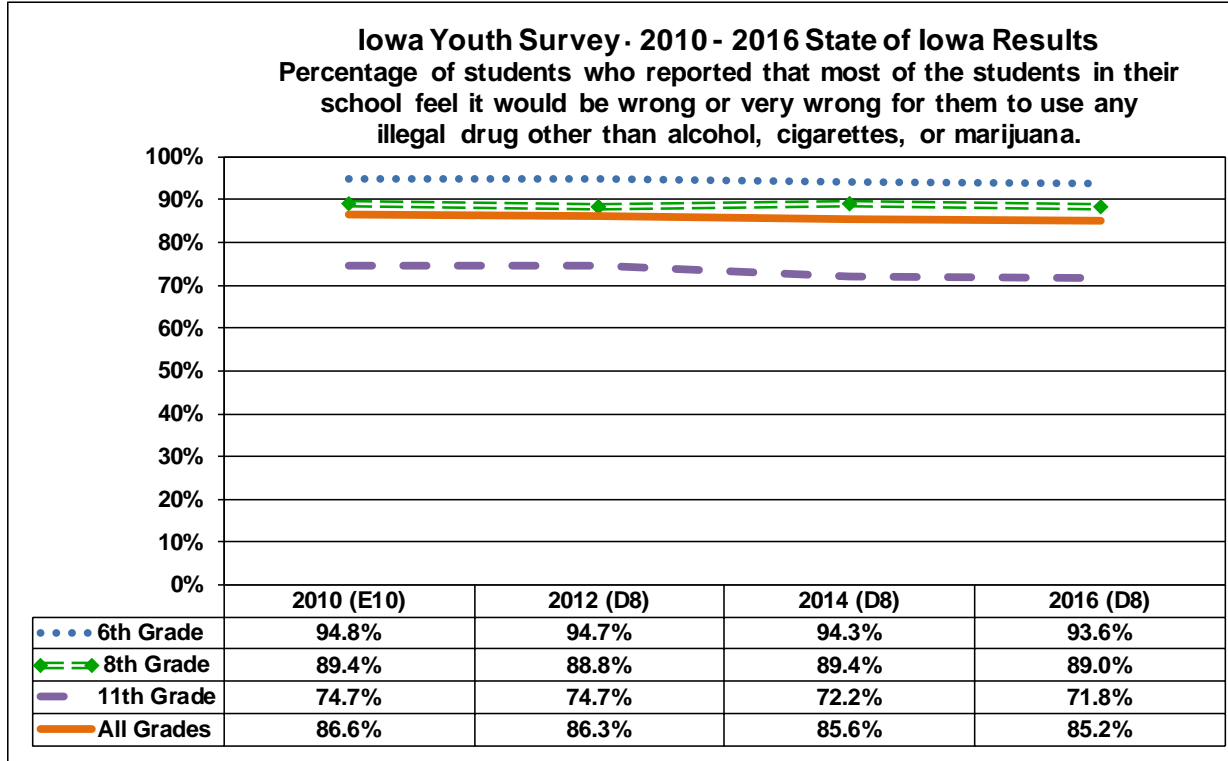 Iowa Youth Survey · 2010 - 2016 State of Iowa Results
Percentage of students who reported that most of the students in their
school feel it would be wrong or very wrong for them to use any
illegal drug other than alcohol, cigarettes, or marijuana.
100%
90%
80%
70%
60%
50%
40%
30%
20%
10%
0%
2010 (E10) 2012 (D8) 2014 (D8) 2016 (D8)
6th Grade 94.8% 94.7% 94.3% 93.6%
8th Grade 89.4% 88.8% 89.4% 89.0%
11th Grade 74.7% 74.7% 72.2% 71.8%
All Grades 86.6% 86.3% 85.6% 85.2%